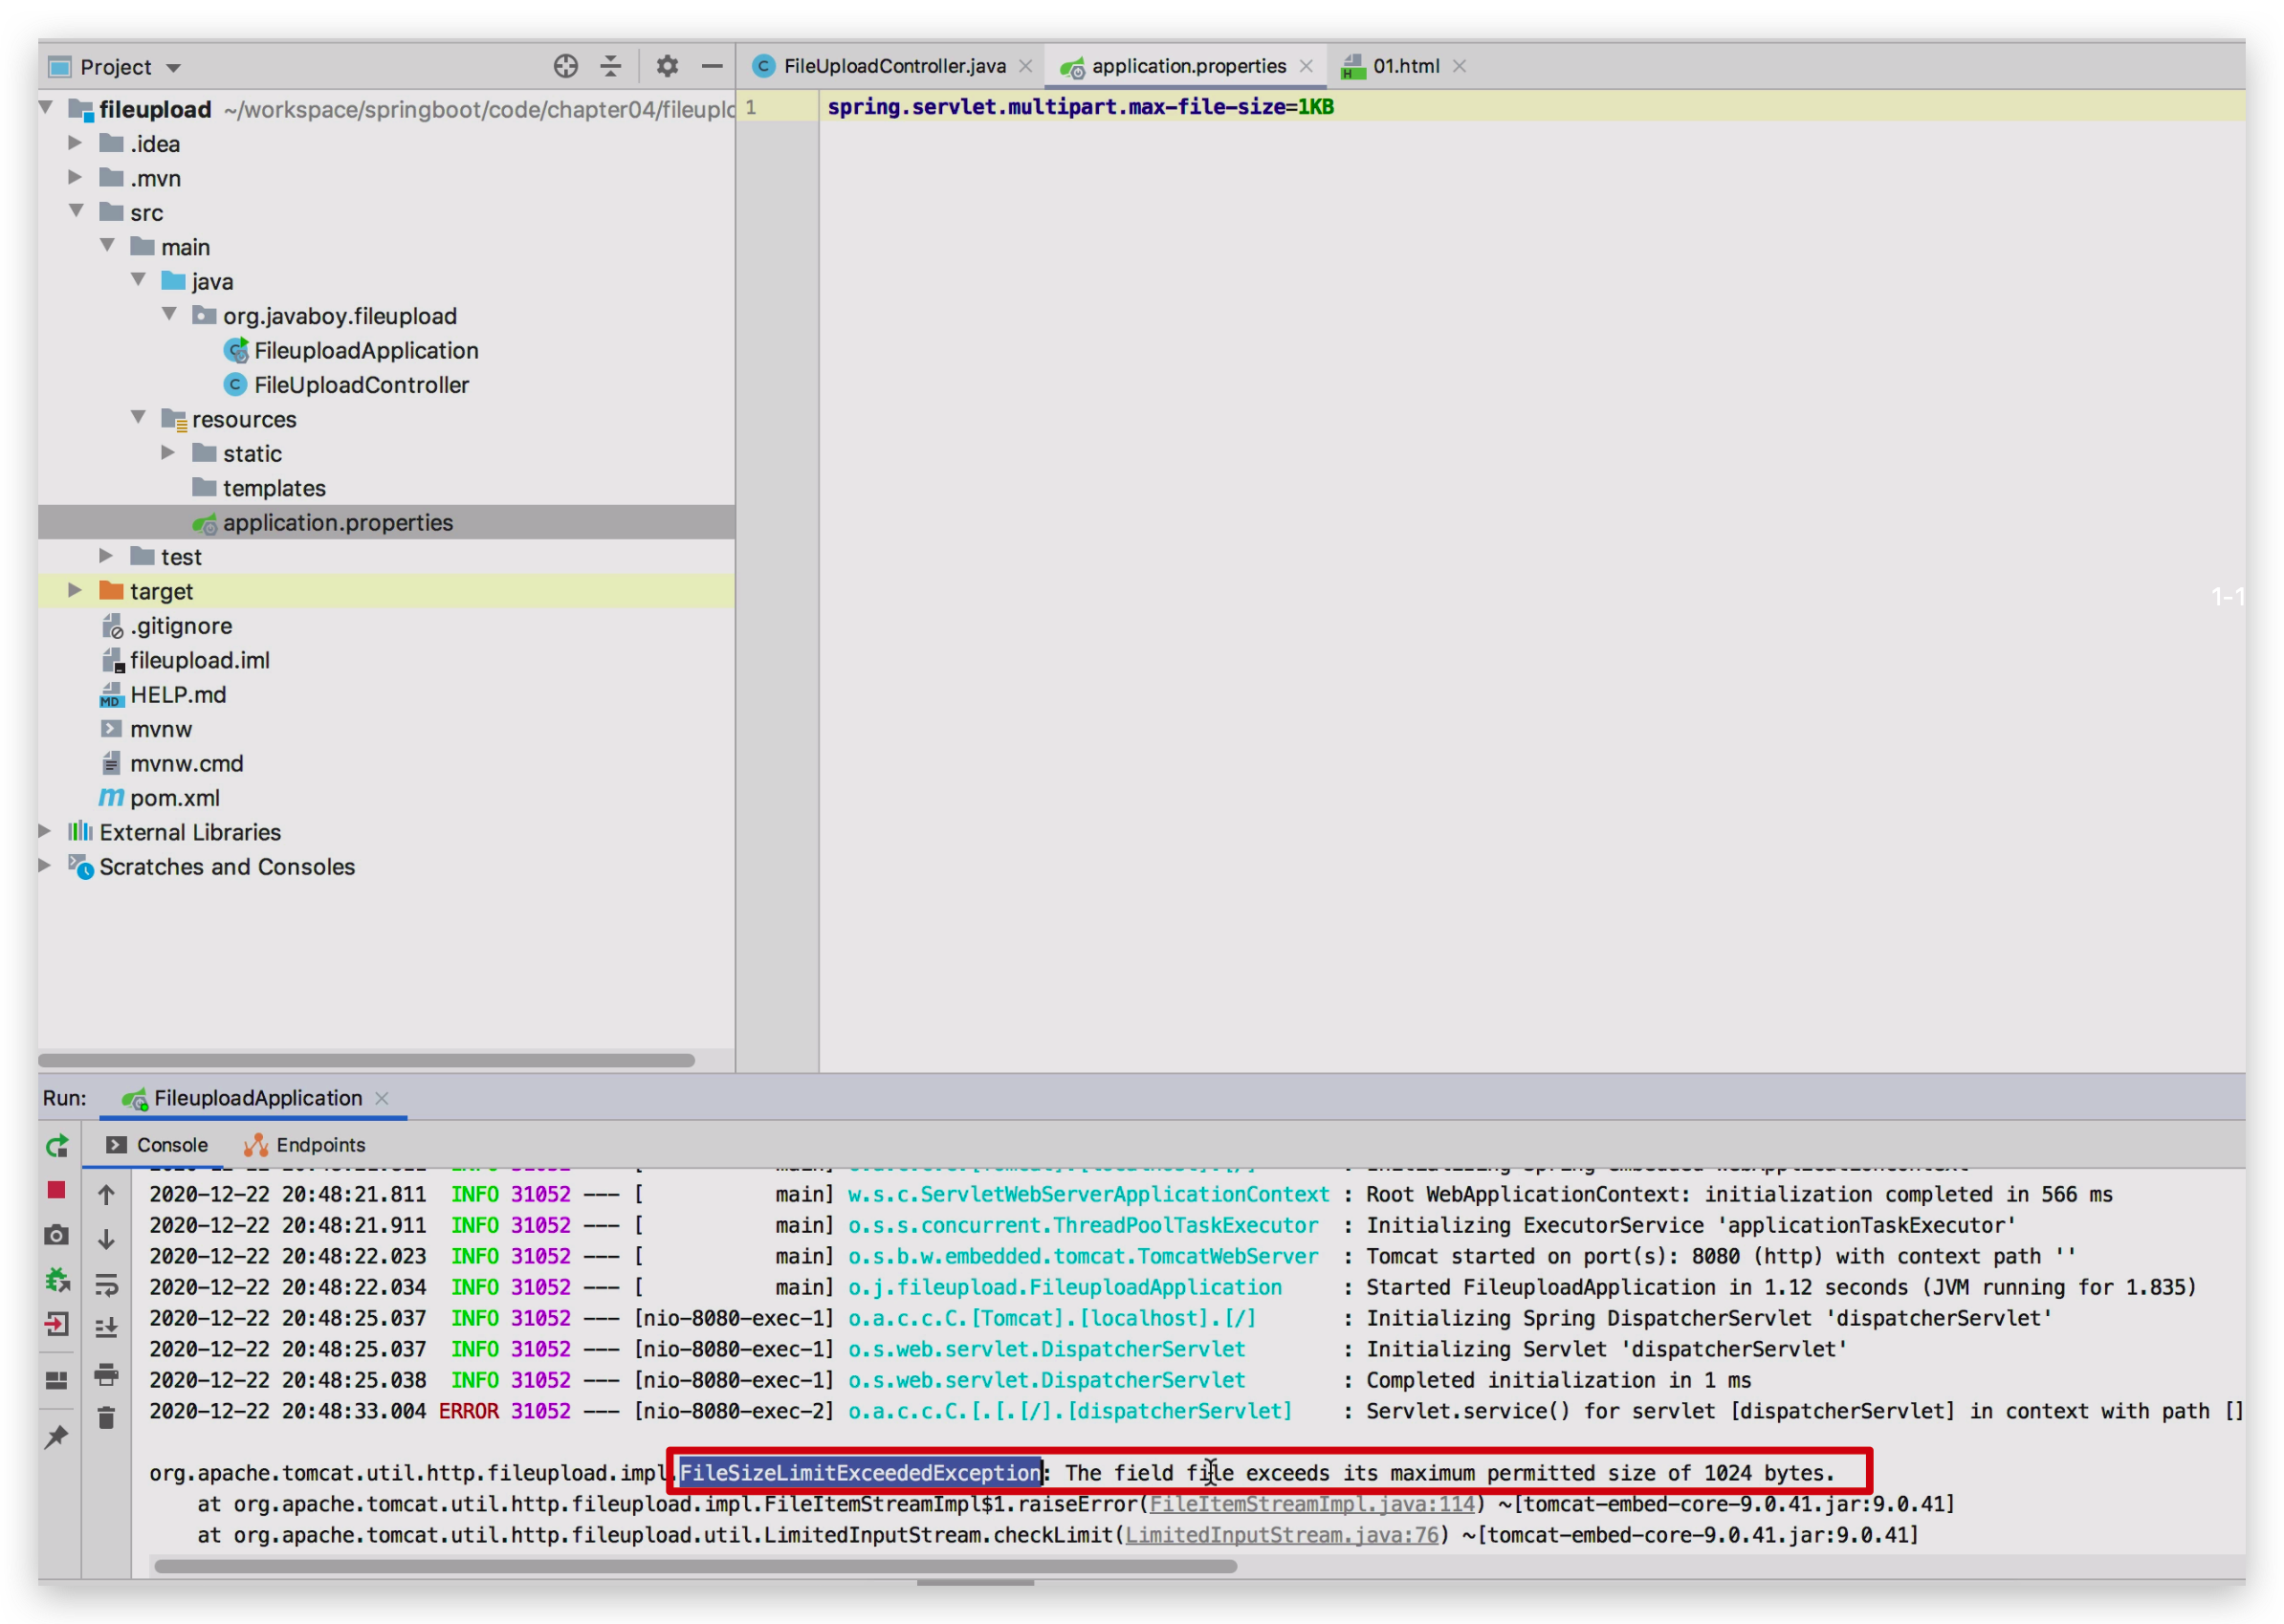 Project
FileUploadController.java
application.properties
01.html
fileupload ~/workspace/springboot/code/chapter04/fileuplo
1 spring.servlet.multipart.max-file-size=1KB
.idea
.mvn
src
main
java
org.javaboy.fileupload
FileuploadApplication
FileUploadController
resources
static
templates
application.properties
test
target
1-1
.gitignore
fileupload.iml
HELP.md
mvnw
mvnw.cmd
pom.xml
External Libraries
Scratches and Consoles
Run: FileuploadApplication
Console Endpoints
2020-12-22 20:48:21.811 INFO 31052 --- [ main] w.s.c.ServletWebServerApplicationContext : Root WebApplicationContext: initialization completed in 566 ms
2020-12-22 20:48:21.911 INFO 31052 --- [ main] o.s.s.concurrent.ThreadPoolTaskExecutor : Initializing ExecutorService 'applicationTaskExecutor'
2020-12-22 20:48:22.023 INFO 31052 --- [ main] o.s.b.w.embedded.tomcat.TomcatWebServer : Tomcat started on port(s): 8080 (http) with context path ''
2020-12-22 20:48:22.034 INFO 31052 --- [ main] o.j.fileupload.FileuploadApplication : Started FileuploadApplication in 1.12 seconds (JVM running for 1.835)
2020-12-22 20:48:25.037 INFO 31052 --- [nio-8080-exec-1] o.a.c.c.C.[Tomcat].[localhost].[/] : Initializing Spring DispatcherServlet 'dispatcherServlet'
2020-12-22 20:48:25.037 INFO 31052 --- [nio-8080-exec-1] o.s.web.servlet.DispatcherServlet : Initializing Servlet 'dispatcherServlet'
2020-12-22 20:48:25.038 INFO 31052 --- [nio-8080-exec-1] o.s.web.servlet.DispatcherServlet : Completed initialization in 1 ms
2020-12-22 20:48:33.004 ERROR 31052 --- [nio-8080-exec-2] o.a.c.c.C.[.[.[/].[dispatcherServlet] : Servlet.service() for servlet [dispatcherServlet] in context with path []
org.apache.tomcat.util.http.fileupload.impl.FileSizeLimitExceededException: The field file exceeds its maximum permitted size of 1024 bytes.
at org.apache.tomcat.util.http.fileupload.impl.FileItemStreamImpl$1.raiseError(FileItemStreamImpl.java:114) ~[tomcat-embed-core-9.0.41.jar:9.0.41]
at org.apache.tomcat.util.http.fileupload.util.LimitedInputStream.checkLimit(LimitedInputStream.java:76) ~[tomcat-embed-core-9.0.41.jar:9.0.41]